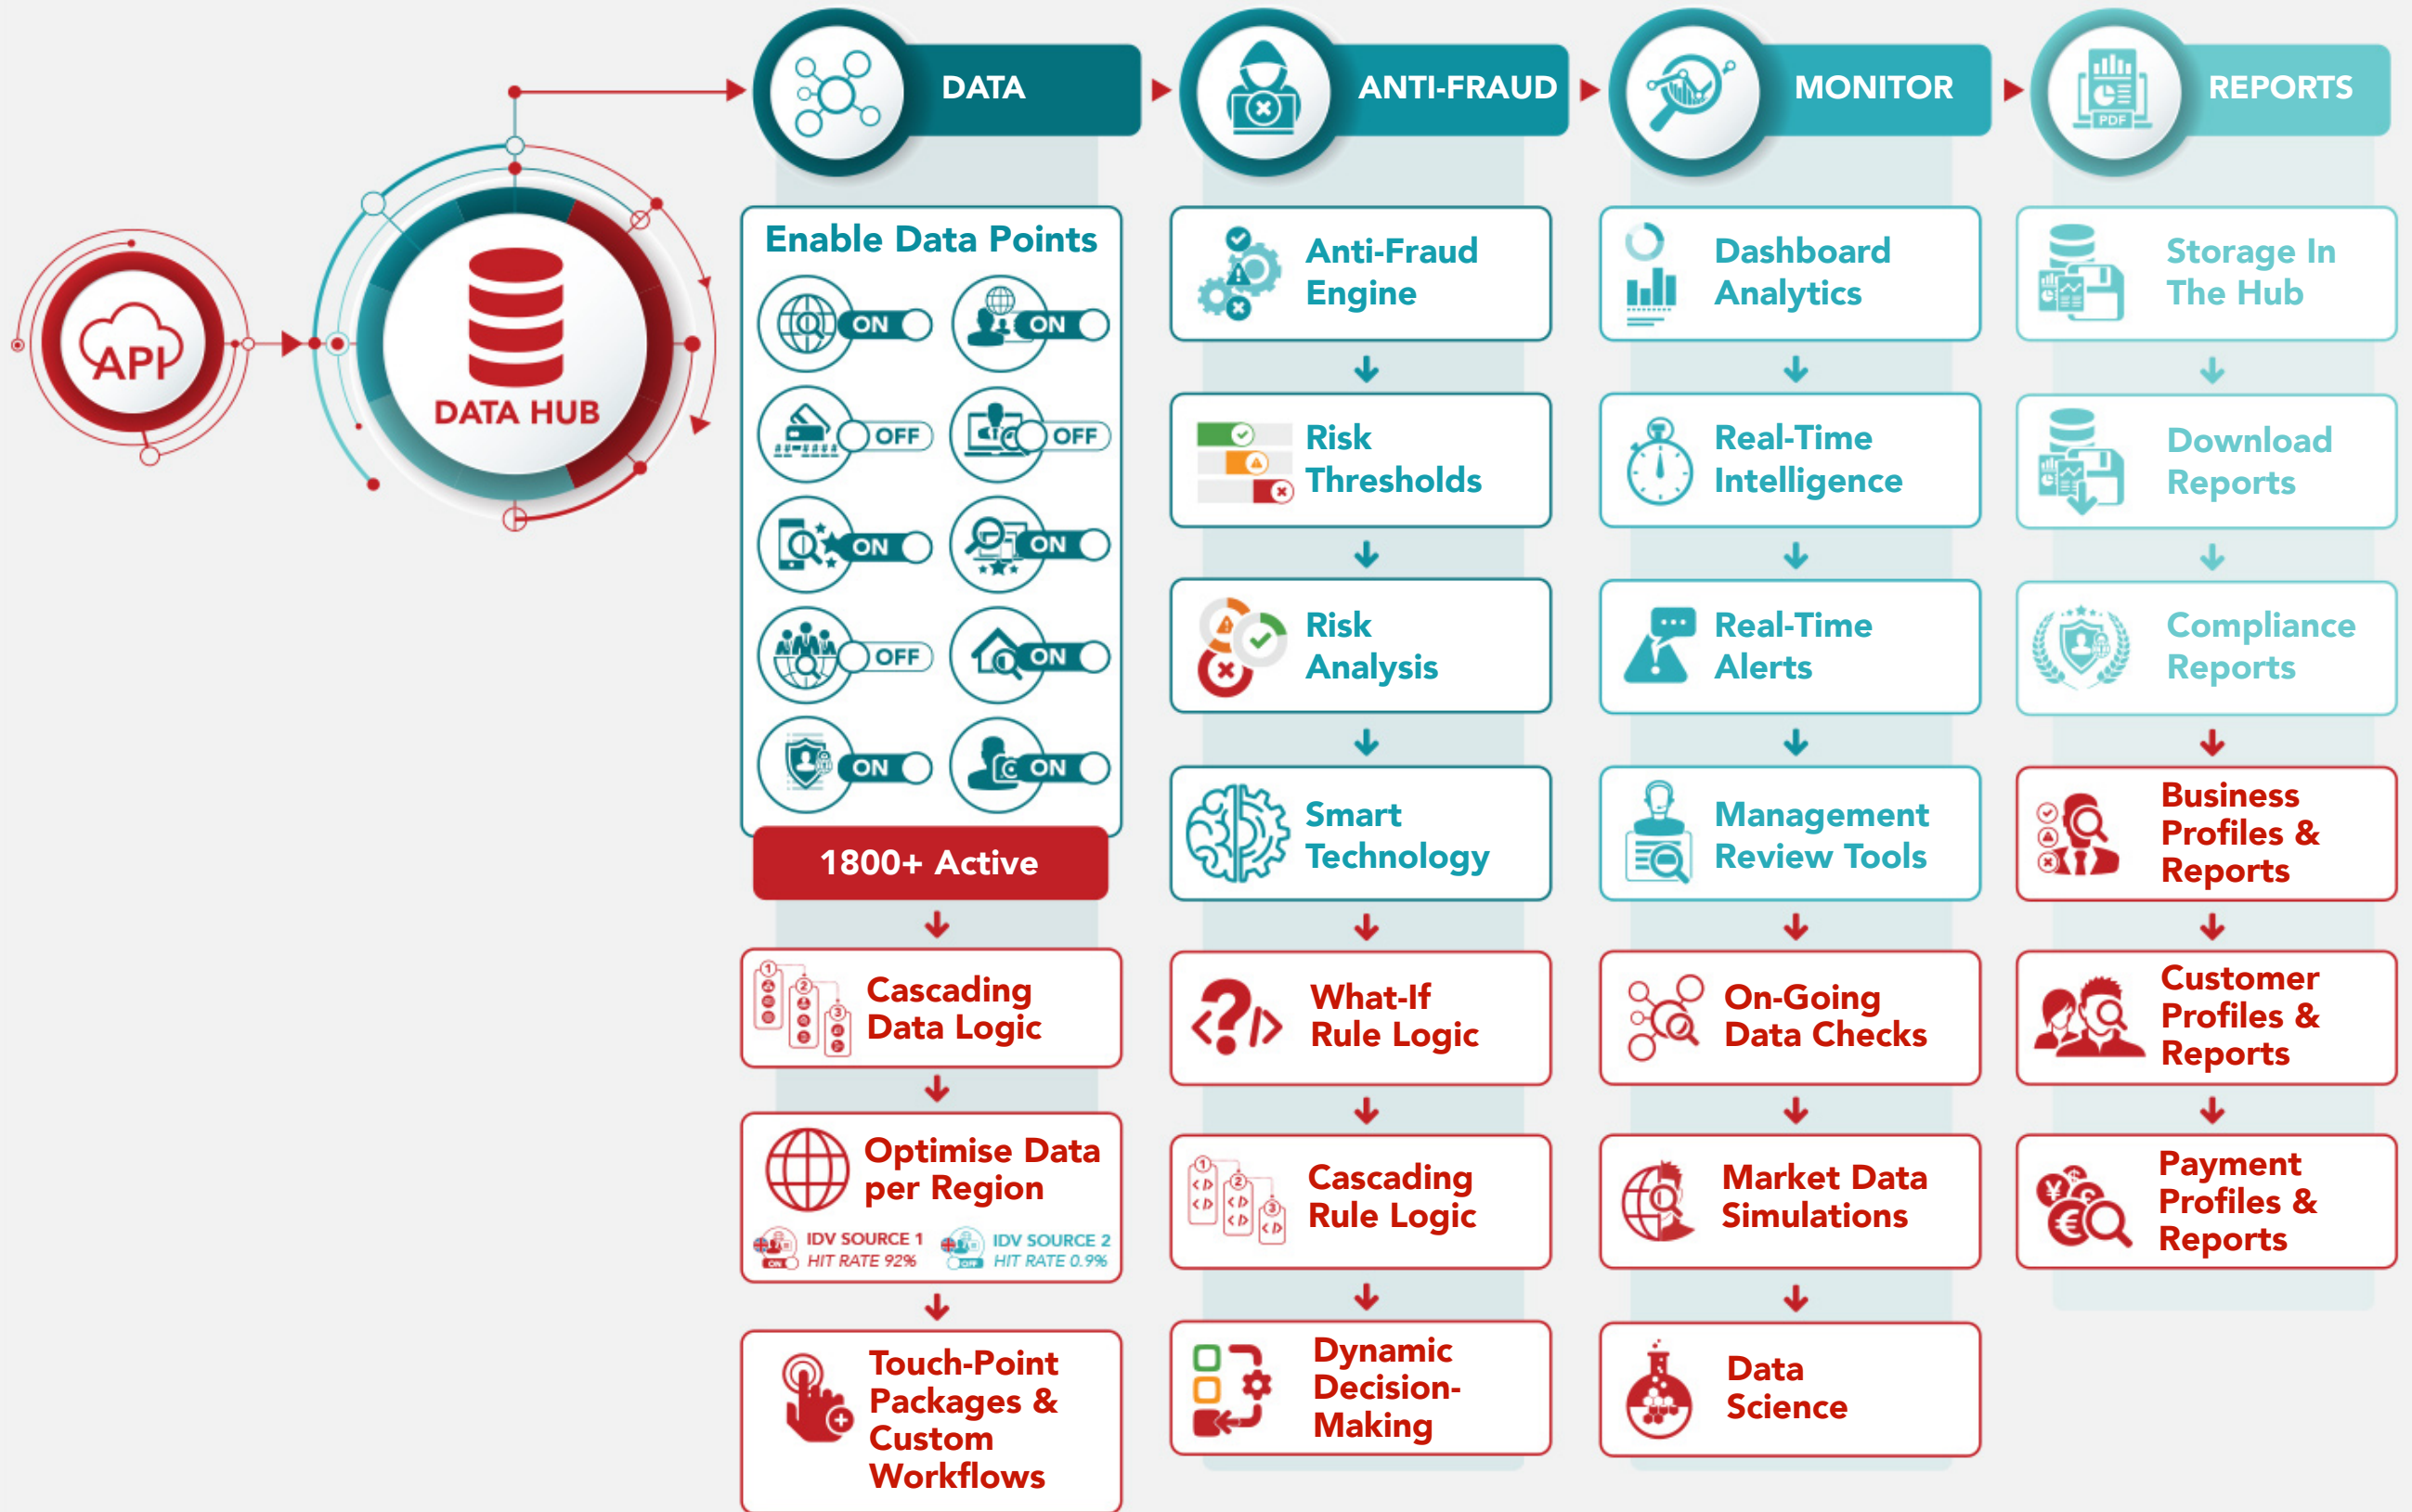 API
DATA HUB
DATA
Enable Data Points
ON
ON
OFF
OFF
ON
ON
OFF
ON
ON
ON
1800+ Active
Cascading
Data Logic
Optimise Data
per Region
IDV SOURCE 1
HIT RATE 92%
ON
IDV SOURCE 2
HIT RATE 0.9%
OFF
Touch-Point
Packages &
Custom
Workflows
ANTI-FRAUD
Anti-Fraud
Engine
Risk
Thresholds
Risk
Analysis
Smart
Technology
What-If
Rule Logic
Cascading
Rule Logic
Dynamic
Decision-
Making
MONITOR
Dashboard
Analytics
Real-Time
Intelligence
Real-Time
Alerts
Management
Review Tools
On-Going
Data Checks
Market Data
Simulations
Data
Science
REPORTS
PDF
Storage In
The Hub
Download
Reports
Compliance
Reports
Business
Profiles &
Reports
Customer
Profiles &
Reports
Payment
Profiles &
Reports